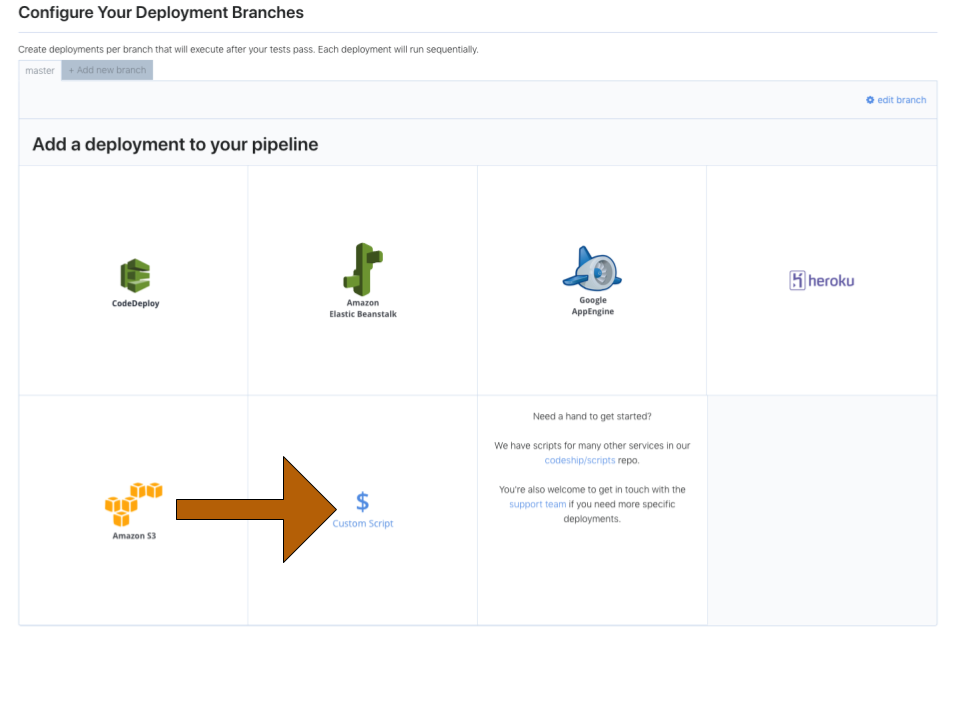 Configure Your Deployment Branches
Create deployments per branch that will execute after your tests pass. Each deployment will run sequentially.
master
+ Add new branch
edit branch
Add a deployment to your pipeline
CodeDeploy
Amazon
Elastic Beanstalk
Google
AppEngine
heroku
Amazon S3
$
Custom Script
Need a hand to get started?
We have scripts for many other services in our
codeship/scripts repo.
You're also welcome to get in touch with the
support team if you need more specific
deployments.